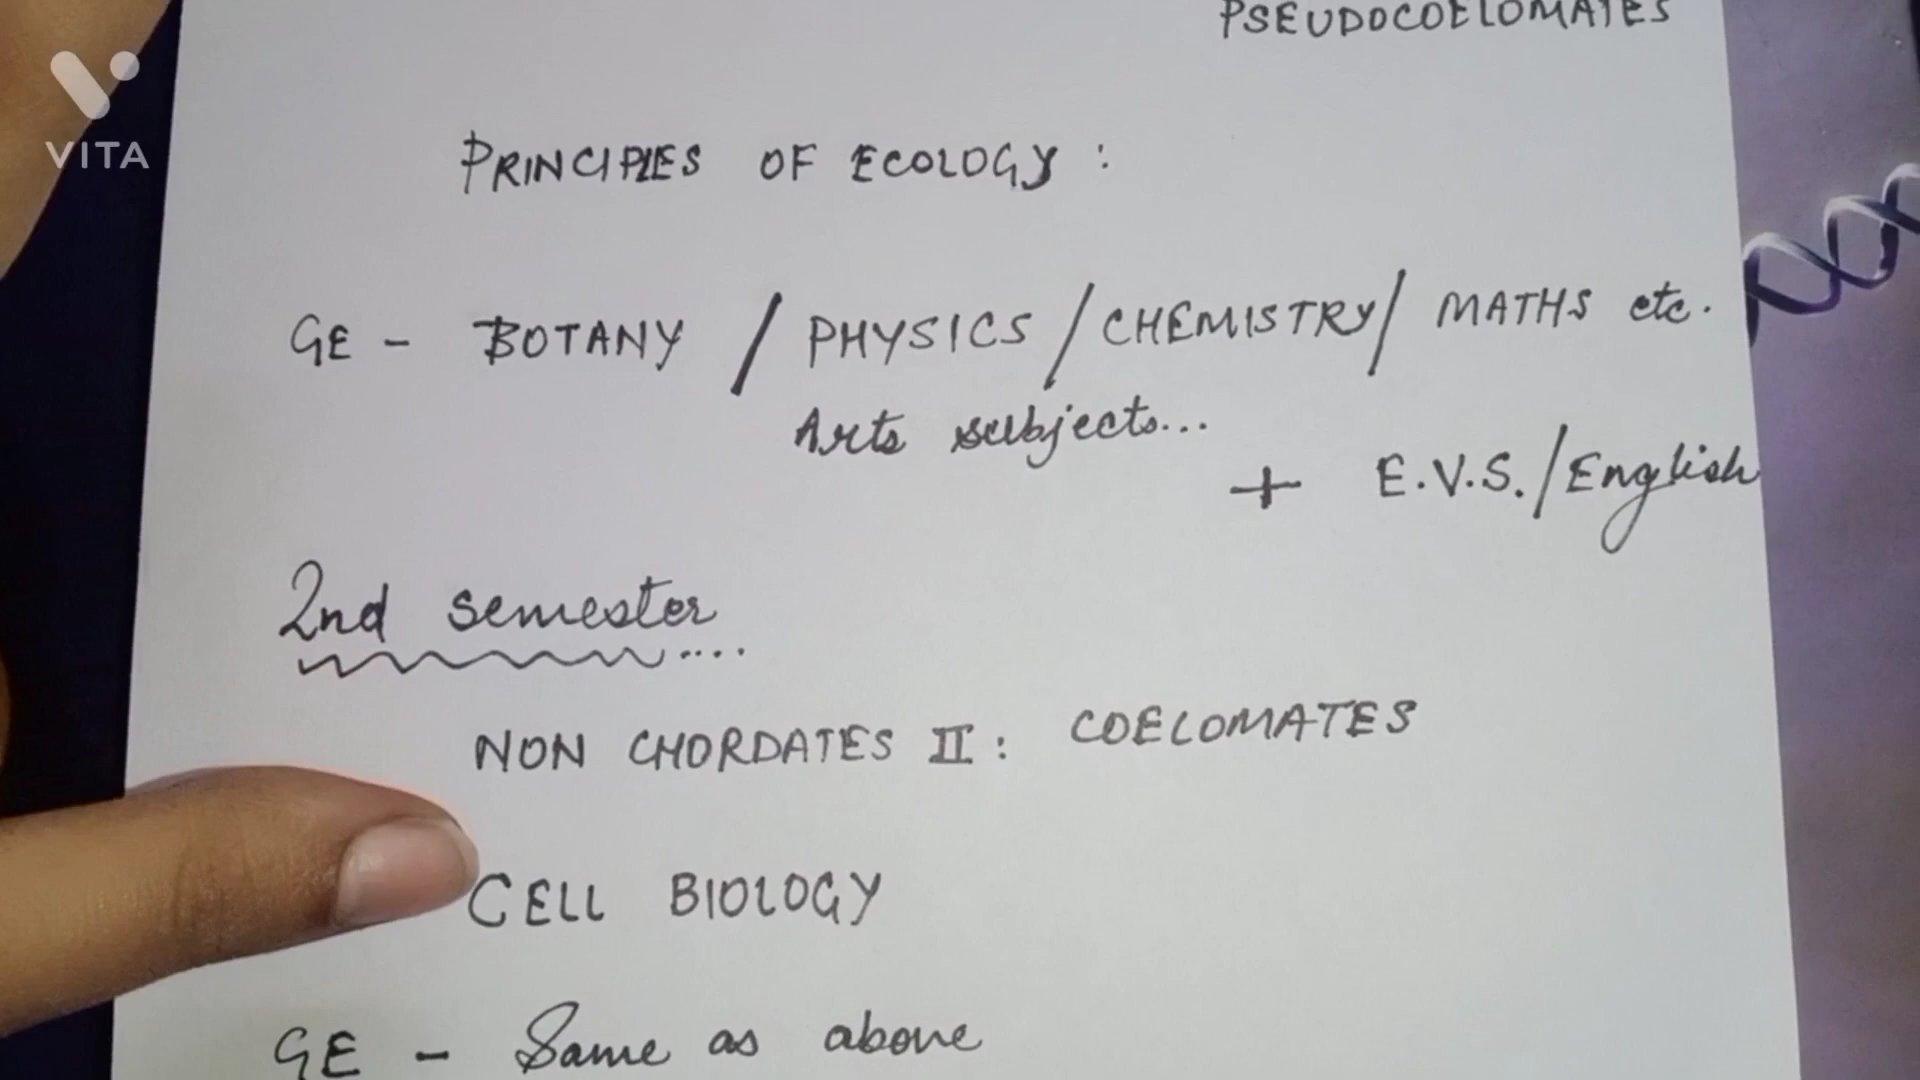 PSEUDOCOELOMATES
VITA
PRINCIPLES OF ECOLOGY :
GE - BOTANY / PHYSICS / CHEMISTRY / MATHS etc.
Arts subjects...
+ E.V.S. / English
2nd semester
....
NON CHORDATES II : COELOMATES
CELL BIOLOGY
GE - Same as above